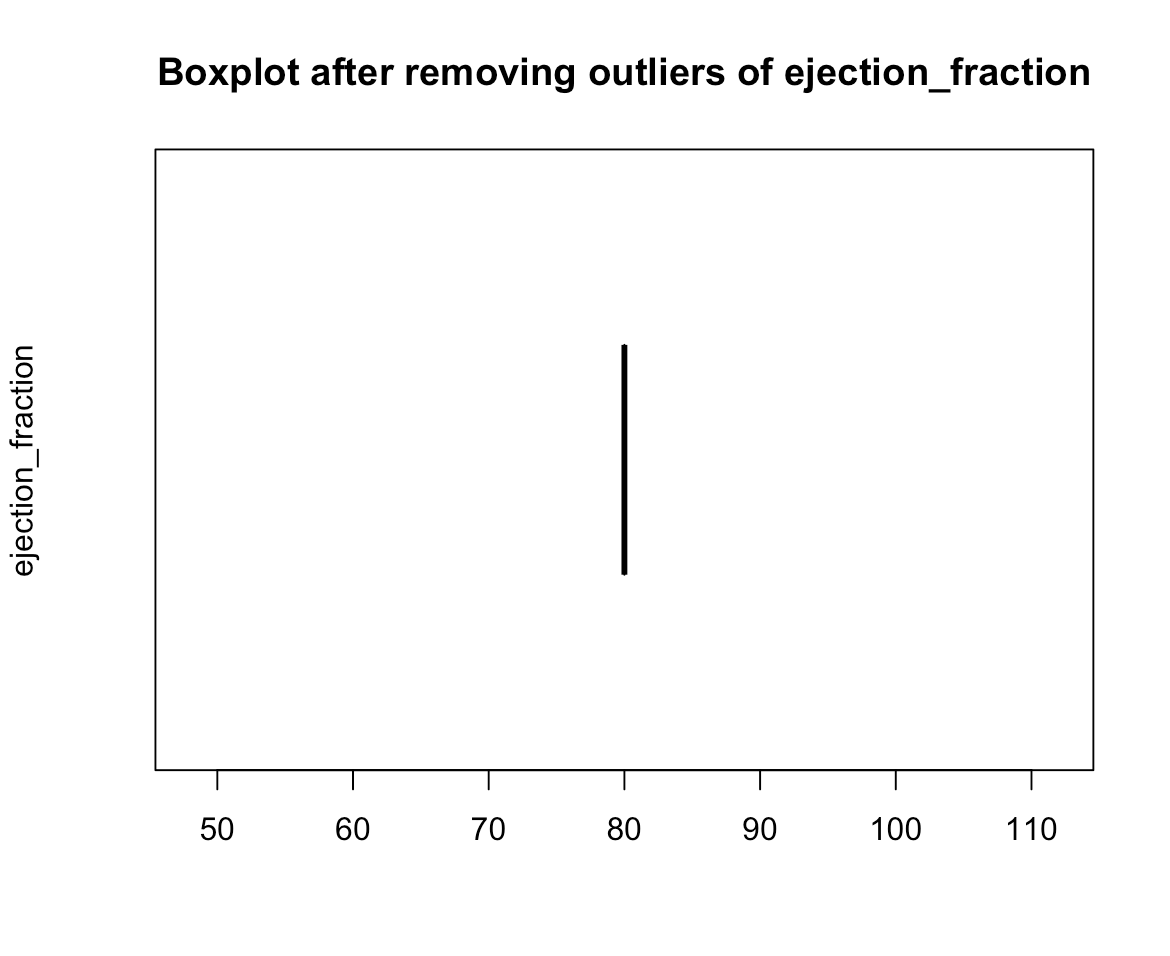 Boxplot after removing outliers of ejection_fraction
ejection_fraction
50 60 70 80 90 100 110